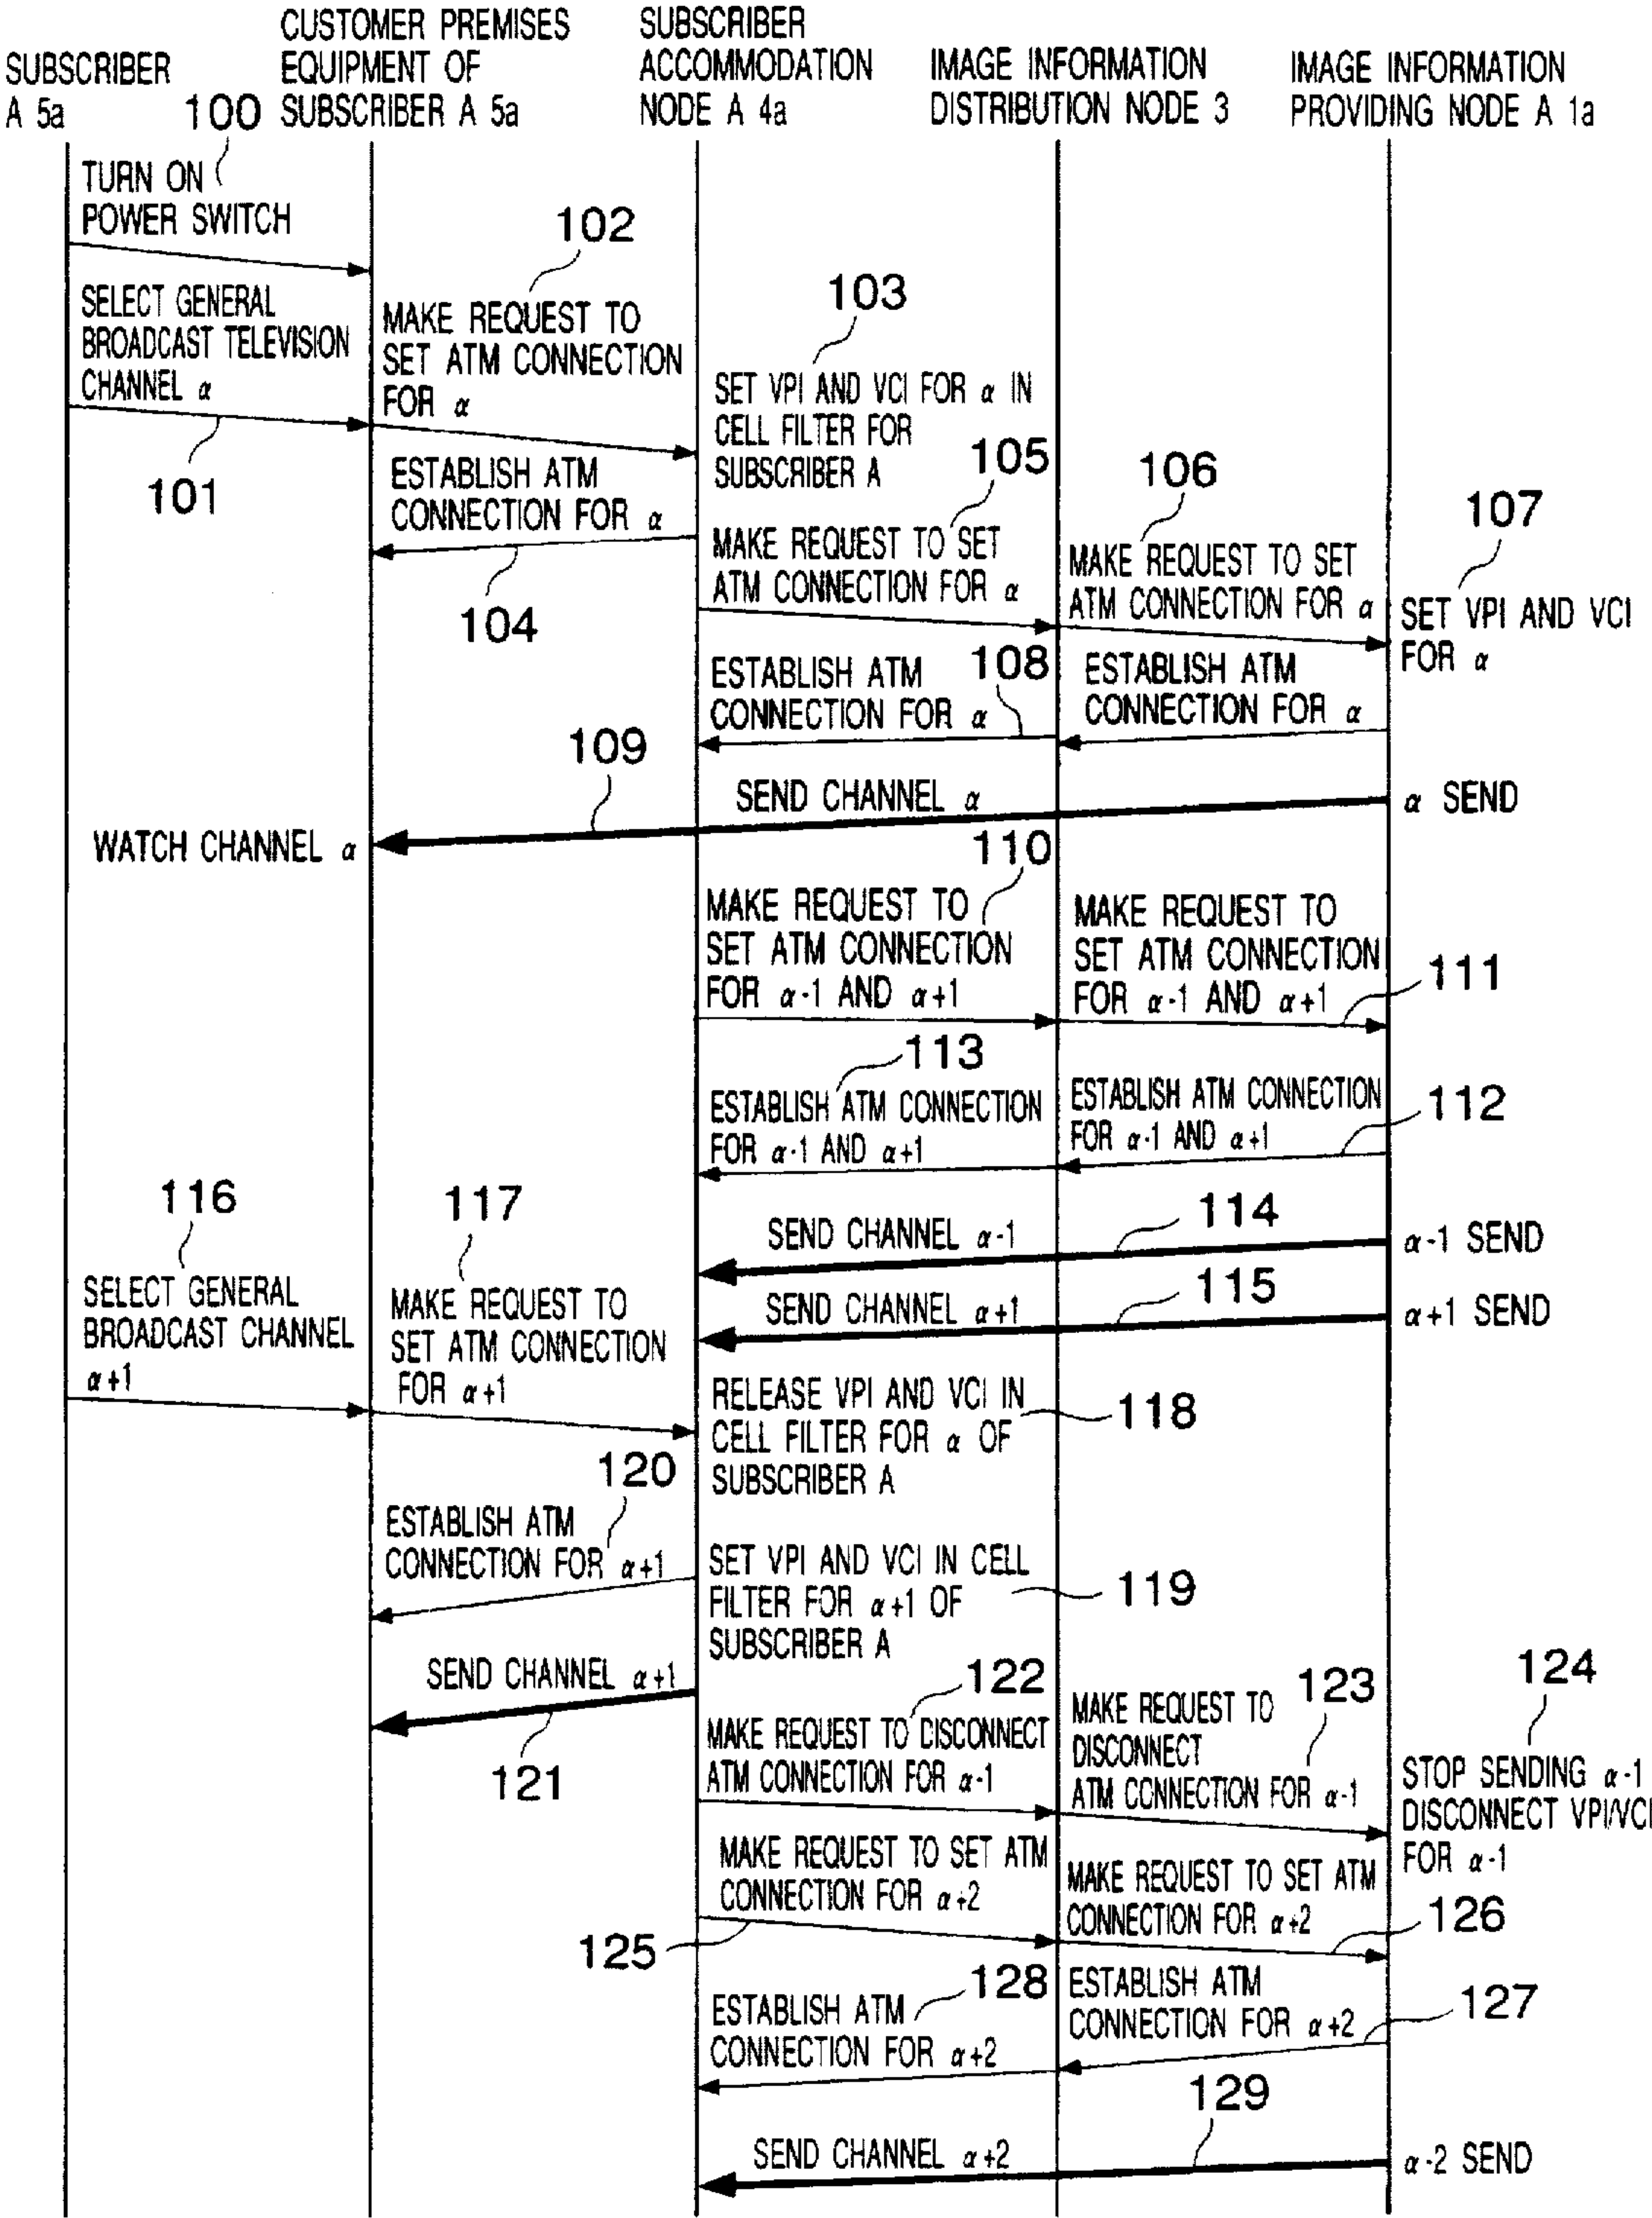 SUBSCRIBER
A 5a
CUSTOMER PREMISES
EQUIPMENT OF
SUBSCRIBER A 5a
SUBSCRIBER
ACCOMMODATION
NODE A 4a
IMAGE INFORMATION
DISTRIBUTION NODE 3
IMAGE INFORMATION
PROVIDING NODE A 1a
100
TURN ON
POWER SWITCH
SELECT GENERAL
BROADCAST TELEVISION
CHANNEL α
101
102
MAKE REQUEST TO
SET ATM CONNECTION
FOR α
103
SET VPI AND VCI FOR α IN
CELL FILTER FOR
SUBSCRIBER A
ESTABLISH ATM
CONNECTION FOR α
104
105
MAKE REQUEST TO SET
ATM CONNECTION FOR α
106
MAKE REQUEST TO SET
ATM CONNECTION FOR α
107
SET VPI AND VCI
FOR α
ESTABLISH ATM
CONNECTION FOR α
108
ESTABLISH ATM
CONNECTION FOR α
109
SEND CHANNEL α
α SEND
WATCH CHANNEL α
110
MAKE REQUEST TO
SET ATM CONNECTION
FOR α-1 AND α+1
MAKE REQUEST TO
SET ATM CONNECTION
FOR α-1 AND α+1
111
113
ESTABLISH ATM CONNECTION
FOR α-1 AND α+1
ESTABLISH ATM CONNECTION
FOR α-1 AND α+1
112
SEND CHANNEL α-1
114
α-1 SEND
SEND CHANNEL α+1
115
α+1 SEND
116
SELECT GENERAL
BROADCAST CHANNEL
α+1
117
MAKE REQUEST TO
SET ATM CONNECTION
FOR α+1
RELEASE VPI AND VCI IN
CELL FILTER FOR α OF
SUBSCRIBER A
118
120
ESTABLISH ATM
CONNECTION FOR α+1
SET VPI AND VCI IN CELL
FILTER FOR α+1 OF
SUBSCRIBER A
119
SEND CHANNEL α+1
121
122
MAKE REQUEST TO DISCONNECT
ATM CONNECTION FOR α-1
123
MAKE REQUEST TO
DISCONNECT
ATM CONNECTION FOR α-1
124
STOP SENDING α-1
DISCONNECT VPI/VCI
FOR α-1
MAKE REQUEST TO SET ATM
CONNECTION FOR α+2
125
MAKE REQUEST TO SET ATM
CONNECTION FOR α+2
126
128
ESTABLISH ATM
CONNECTION FOR α+2
ESTABLISH ATM
CONNECTION FOR α+2
127
129
SEND CHANNEL α+2
α-2 SEND